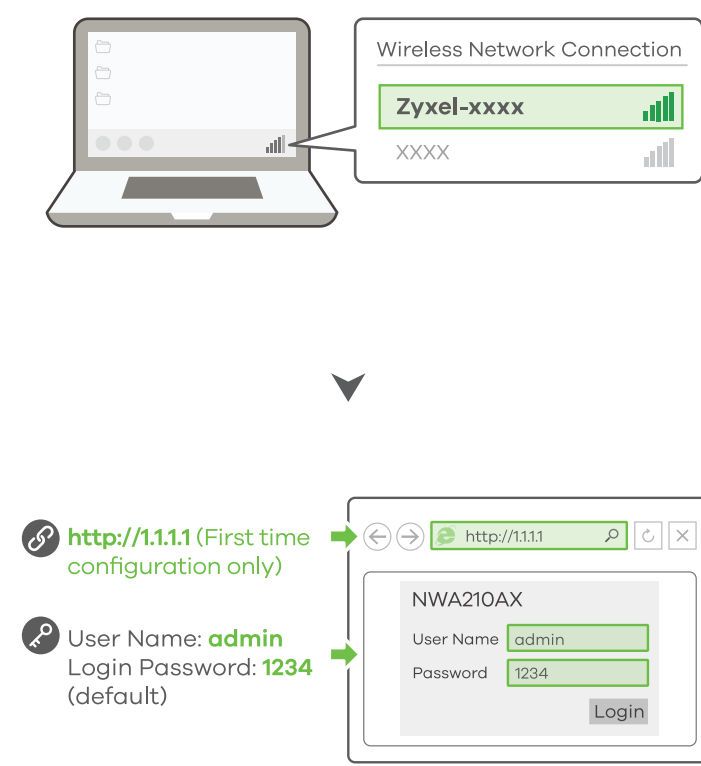 Wireless Network Connection
Zyxel-xxxx
XXXX
http://1.1.1.1 (First time
configuration only)
http://1.1.1.1
NWA210AX
User Name: admin
Login Password: 1234
(default)
User Name admin
Password 1234
Login